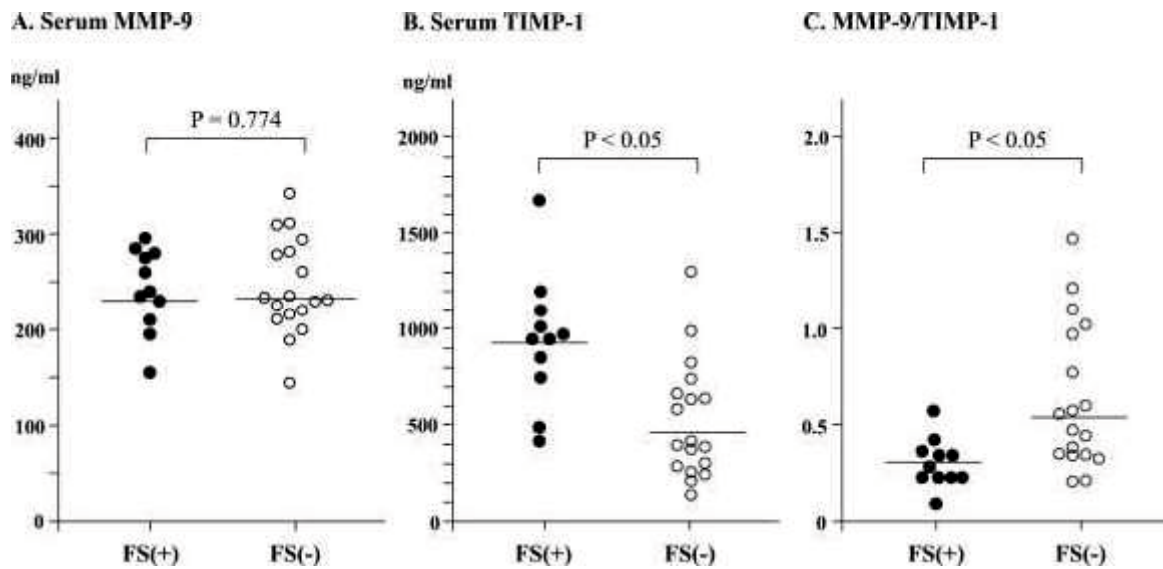 A. Serum MMP-9
ng/ml
P = 0.774
400
300
200
100
0
FS(+) FS(-)
B. Serum TIMP-1
ng/ml
P < 0.05
2000
1500
1000
500
0
FS(+) FS(-)
C. MMP-9/TIMP-1
P < 0.05
2.0
1.5
1.0
0.5
0
FS(+) FS(-)